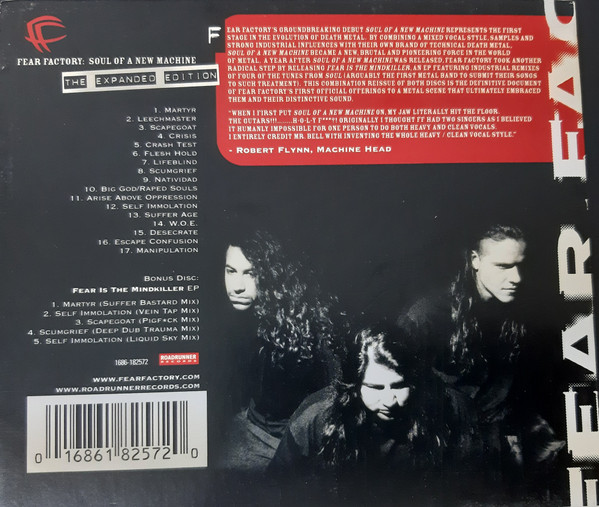 FEAR FACTORY: SOUL OF A NEW MACHINE
THE EXPANDED EDITION
1. MARTYR
2. LEECHMASTER
3. SCAPEGOAT
4. CRISIS
5. CRASH TEST
6. FLESH HOLD
7. LIFEBLIND
8. SCUMGRIEF
9. NATIVIDAD
10. BIG GOD/RAPED SOULS
11. ARISE ABOVE OPPRESSION
12. SELF IMMOLATION
13. SUFFER AGE
14. W.O.E.
15. DESECRATE
16. ESCAPE CONFUSION
17. MANIPULATION
BONUS DISC:
FEAR IS THE MINDKILLER EP
1. MARTYR (SUFFER BASTARD MIX)
2. SELF IMMOLATION (VEIN TAP MIX)
3. SCAPEGOAT (PIGF*CK MIX)
4. SCUMGRIEF (DEEP DUB TRAUMA MIX)
5. SELF IMMOLATION (LIQUID SKY MIX)
1686-182572
ROADRUNNER
RECORDS
WWW.FEARFACTORY.COM
WWW.ROADRUNNERRECORDS.COM
0 16861 82572 0
FEAR FACTORY'S GROUNDBREAKING DEBUT SOUL OF A NEW MACHINE REPRESENTS THE FIRST
STAGE IN THE EVOLUTION OF DEATH METAL. BY COMBINING A MIXED VOCAL STYLE, SAMPLES AND
STRONG INDUSTRIAL INFLUENCES WITH THEIR OWN BRAND OF TECHNICAL DEATH METAL,
SOUL OF A NEW MACHINE BECAME A NEW, BRUTAL AND PIONEERING FORCE IN THE WORLD
OF METAL. A YEAR AFTER SOUL OF A NEW MACHINE WAS RELEASED, FEAR FACTORY TOOK ANOTHER
RADICAL STEP BY RELEASING FEAR IS THE MINDKILLER, AN EP FEATURING INDUSTRIAL REMIXES
OF FOUR OF THE TUNES FROM SOUL (ARGUABLY THE FIRST METAL BAND TO SUBMIT THEIR SONGS
TO SUCH TREATMENT). THIS COMBINATION REISSUE OF BOTH DISCS IS THE DEFINITIVE DOCUMENT
OF FEAR FACTORY'S FIRST OFFICIAL OFFERINGS TO A METAL SCENE THAT ULTIMATELY EMBRACED
THEM AND THEIR DISTINCTIVE SOUND.
"WHEN I FIRST PUT SOUL OF A NEW MACHINE ON, MY JAW LITERALLY HIT THE FLOOR.
THE GUTARS!!!.......H-O-L-Y F***!! ORIGINALLY I THOUGHT FF HAD TWO SINGERS AS I BELIEVED
IT HUMANLY IMPOSSIBLE FOR ONE PERSON TO DO BOTH HEAVY AND CLEAN VOCALS.
I ENTIRELY CREDIT MR. BELL WITH INVENTING THE WHOLE HEAVY / CLEAN VOCAL STYLE."
- ROBERT FLYNN, MACHINE HEAD
FEAR FAC